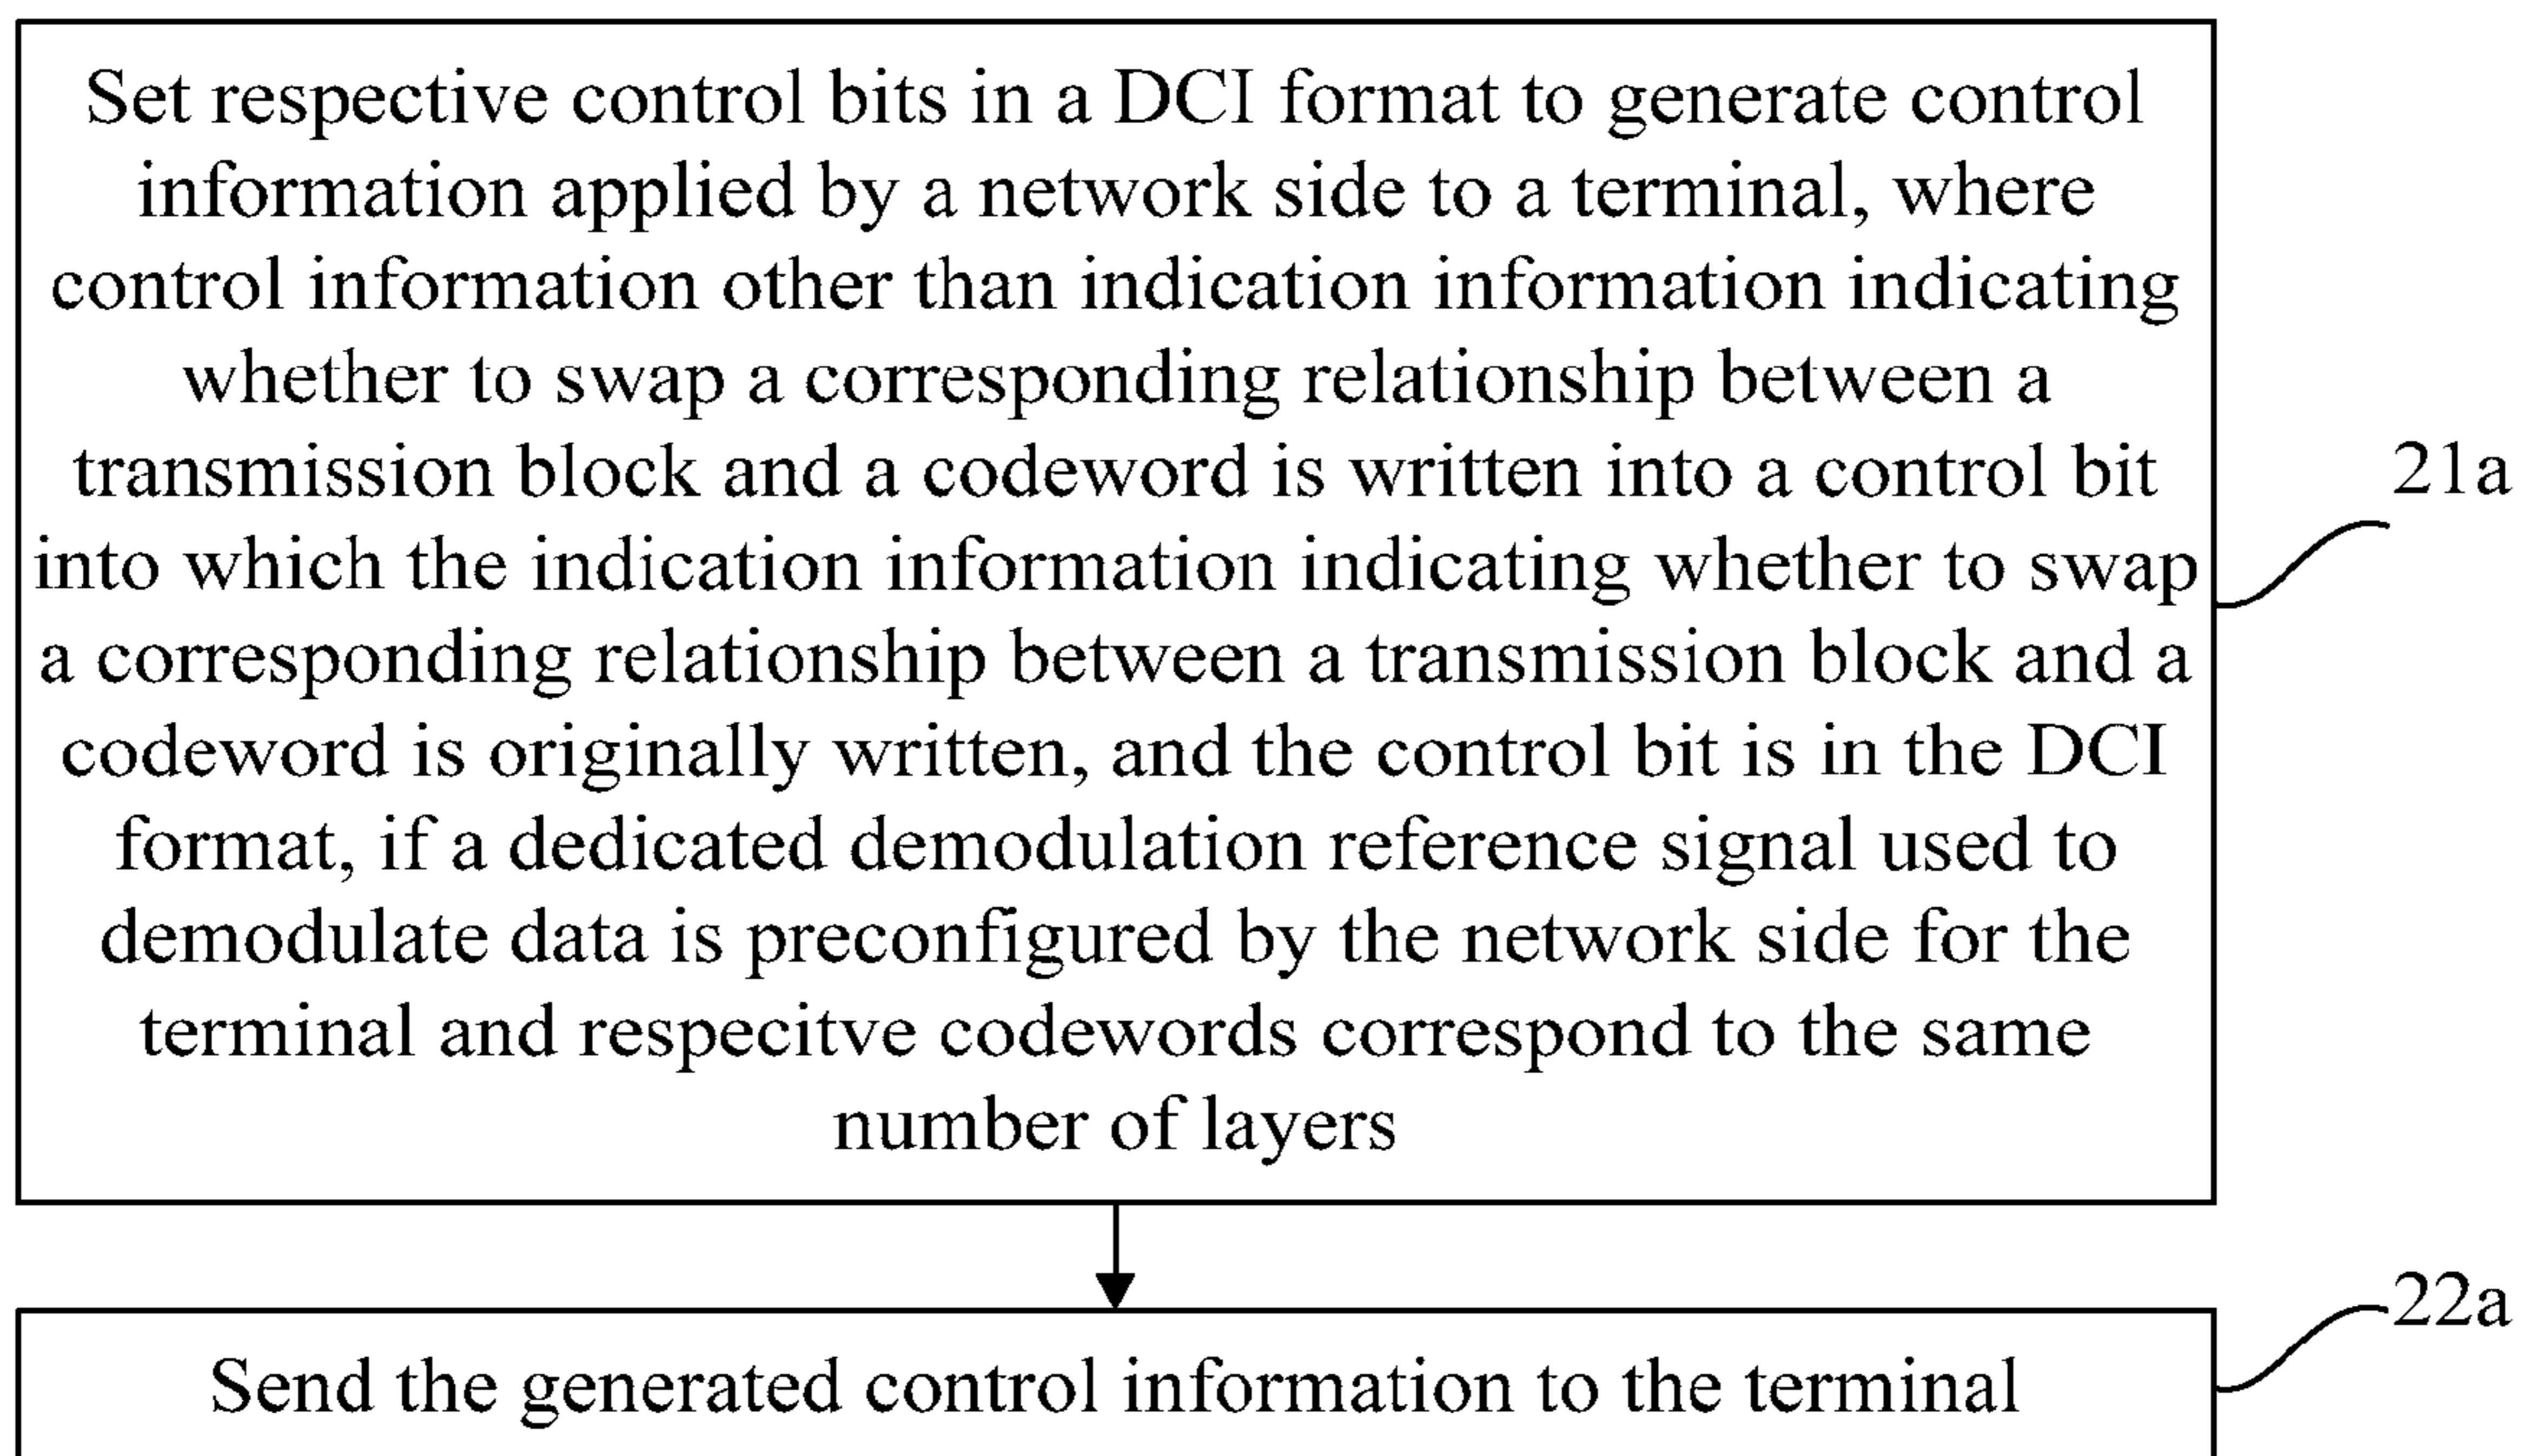 Set respective control bits in a DCI format to generate control
information applied by a network side to a terminal, where
control information other than indication information indicating
whether to swap a corresponding relationship between a
transmission block and a codeword is written into a control bit
into which the indication information indicating whether to swap
a corresponding relationship between a transmission block and a
codeword is originally written, and the control bit is in the DCI
format, if a dedicated demodulation reference signal used to
demodulate data is preconfigured by the network side for the
terminal and respecitve codewords correspond to the same
number of layers
21a
22a
Send the generated control information to the terminal